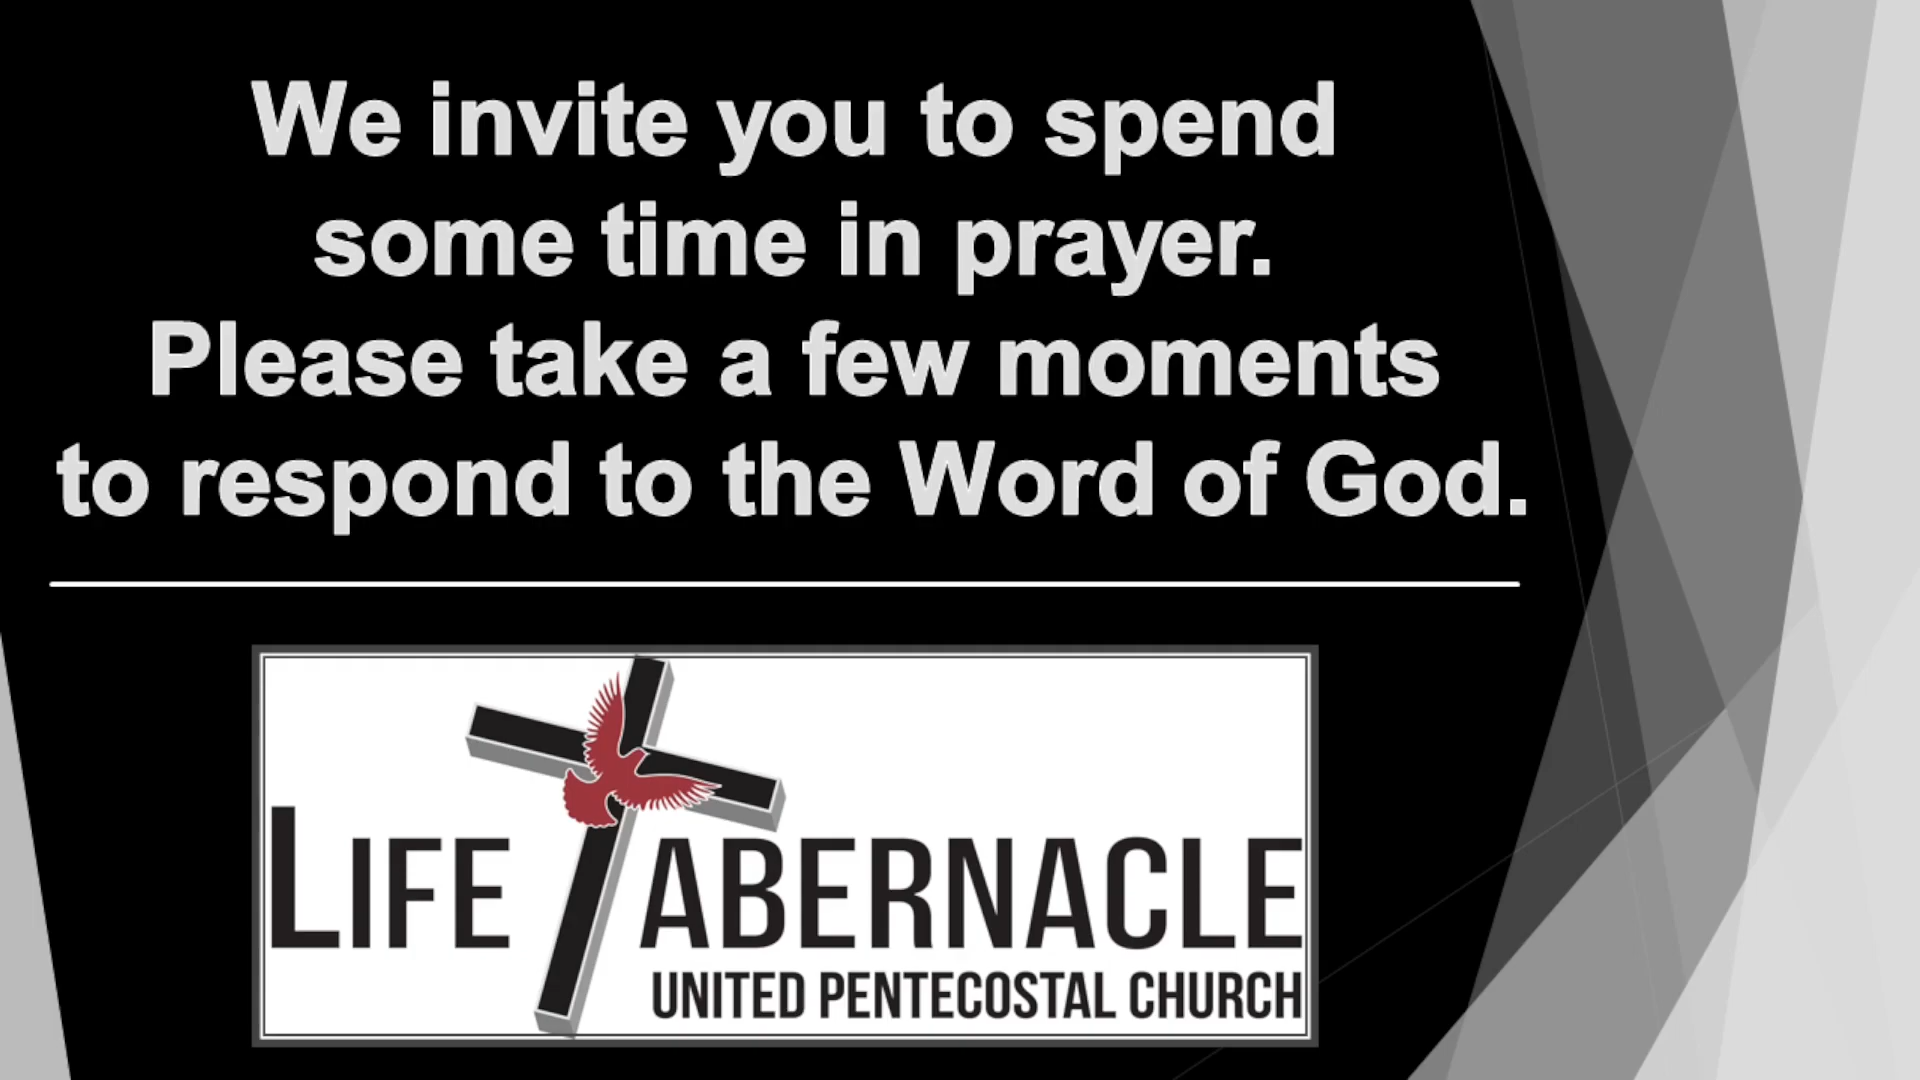 We invite you to spend
some time in prayer.
Please take a few moments
to respond to the Word of God.
LIFE TABERNACLE
UNITED PENTECOSTAL CHURCH